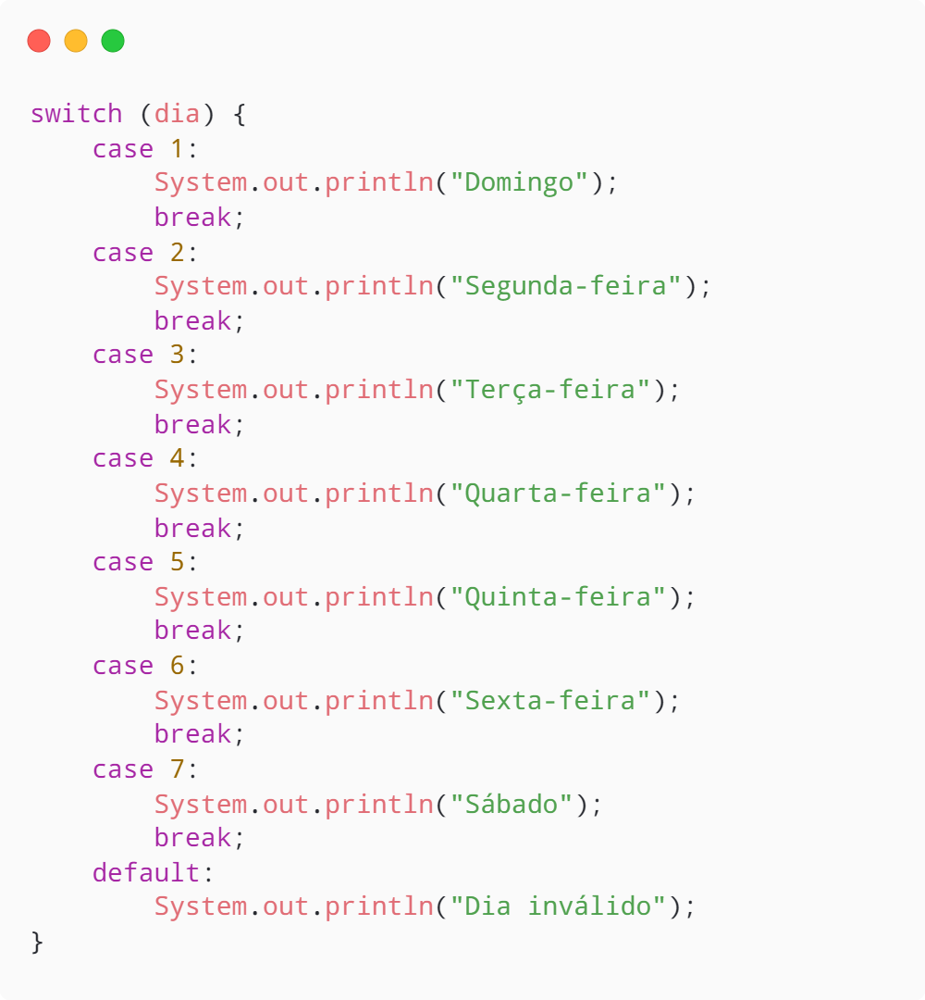 switch (dia) {
    case 1:
        System.out.println("Domingo");
        break;
    case 2:
        System.out.println("Segunda-feira");
        break;
    case 3:
        System.out.println("Terça-feira");
        break;
    case 4:
        System.out.println("Quarta-feira");
        break;
    case 5:
        System.out.println("Quinta-feira");
        break;
    case 6:
        System.out.println("Sexta-feira");
        break;
    case 7:
        System.out.println("Sábado");
        break;
    default:
        System.out.println("Dia inválido");
}